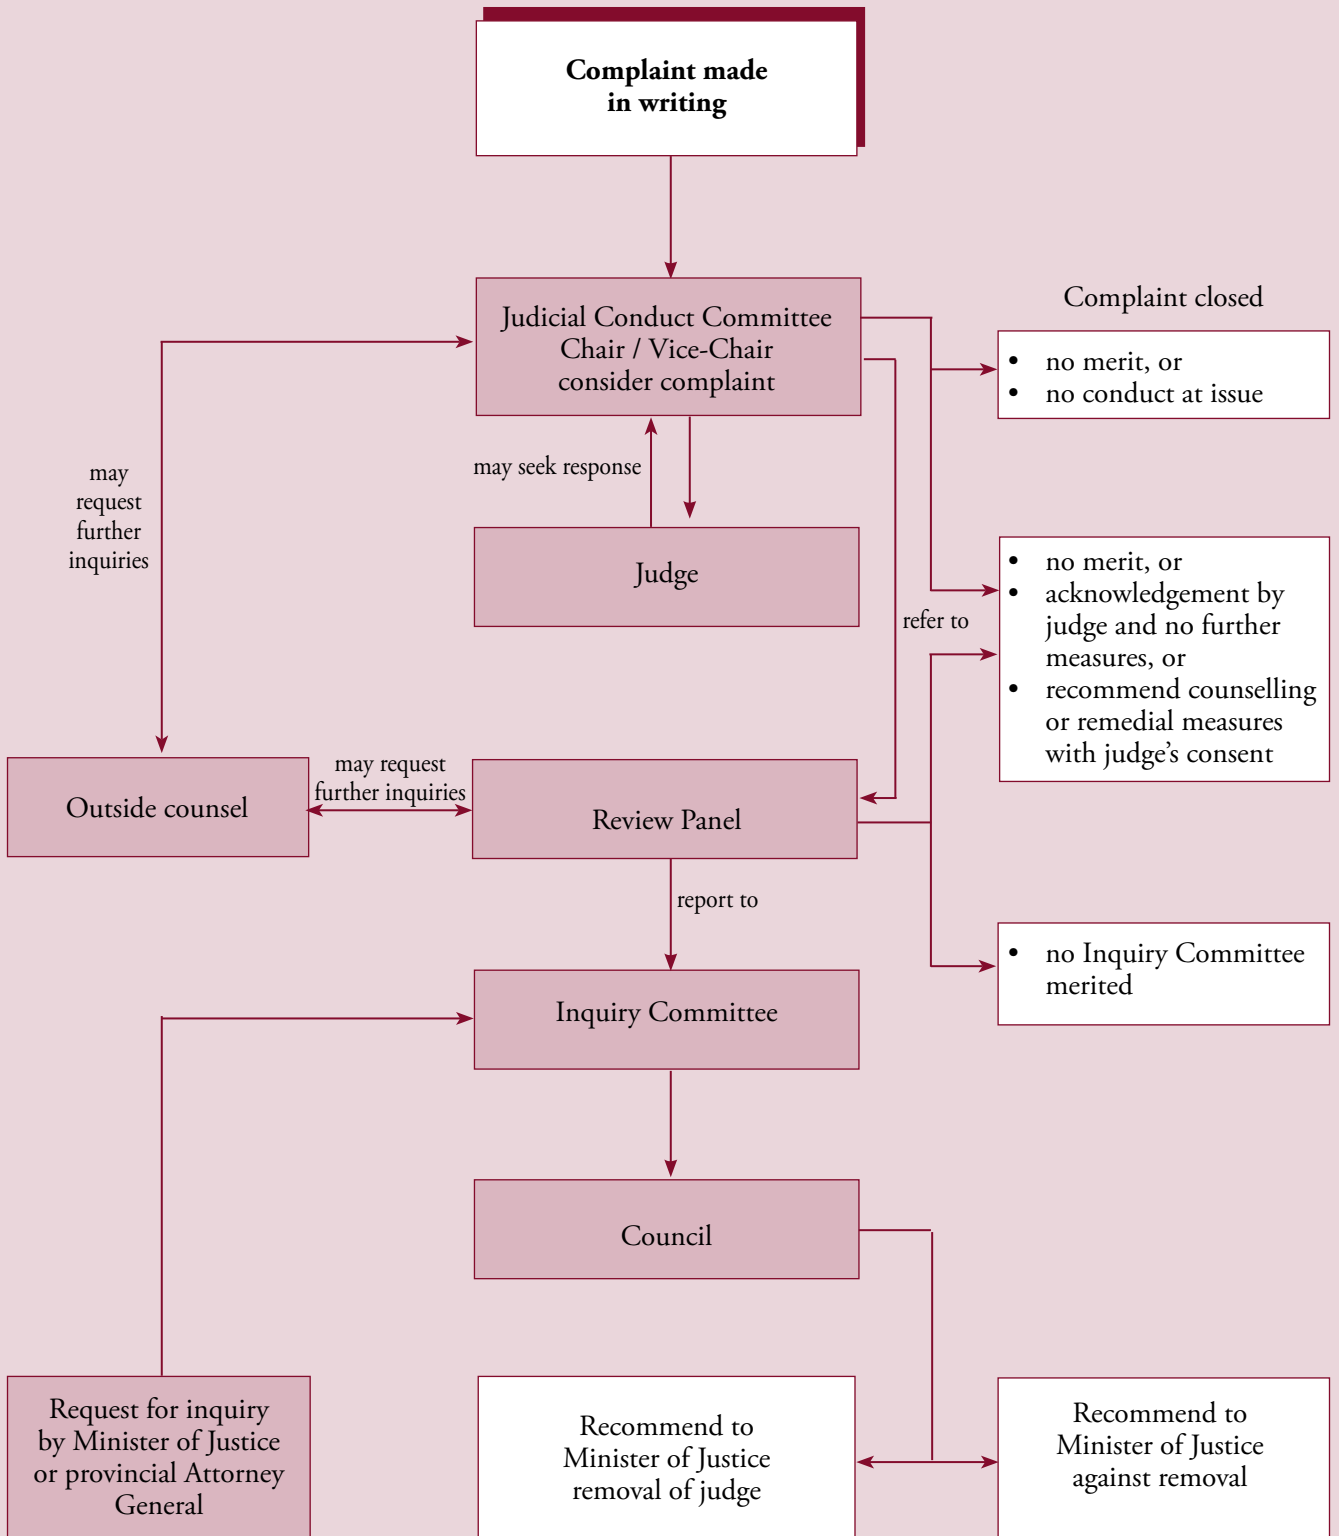 Complaint made
in writing
Judicial Conduct Committee
Chair / Vice-Chair
consider complaint
Complaint closed
• no merit, or
• no conduct at issue
may
request
further
inquiries
may seek response
Judge
• no merit, or
• acknowledgement by
judge and no further
measures, or
• recommend counselling
or remedial measures
with judge’s consent
refer to
Outside counsel
may request
further inquiries
Review Panel
report to
• no Inquiry Committee
merited
Inquiry Committee
Council
Request for inquiry
by Minister of Justice
or provincial Attorney
General
Recommend to
Minister of Justice
removal of judge
Recommend to
Minister of Justice
against removal